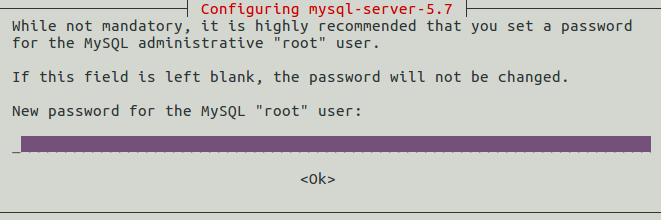 Configuring mysql-server-5.7
While not mandatory, it is highly recommended that you set a password
for the MySQL administrative "root" user.
If this field is left blank, the password will not be changed.
New password for the MySQL "root" user:
<Ok>